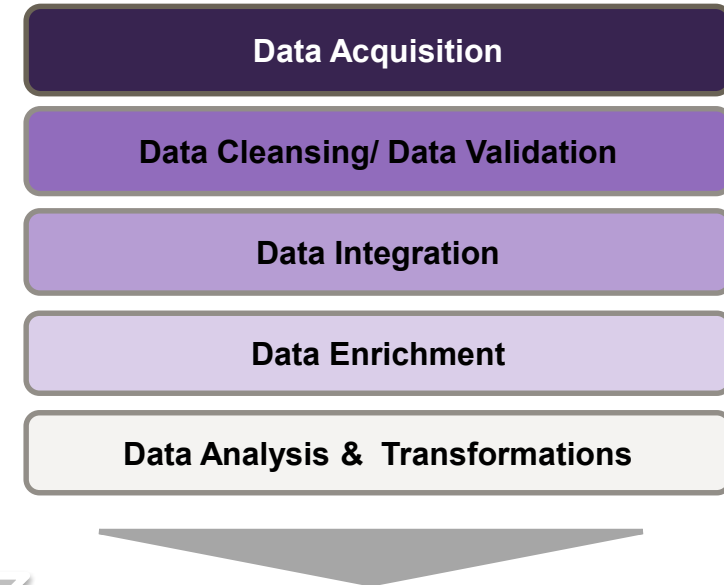 Data Acquisition
Data Cleansing/ Data Validation
Data Integration
Data Enrichment
Data Analysis & Transformations